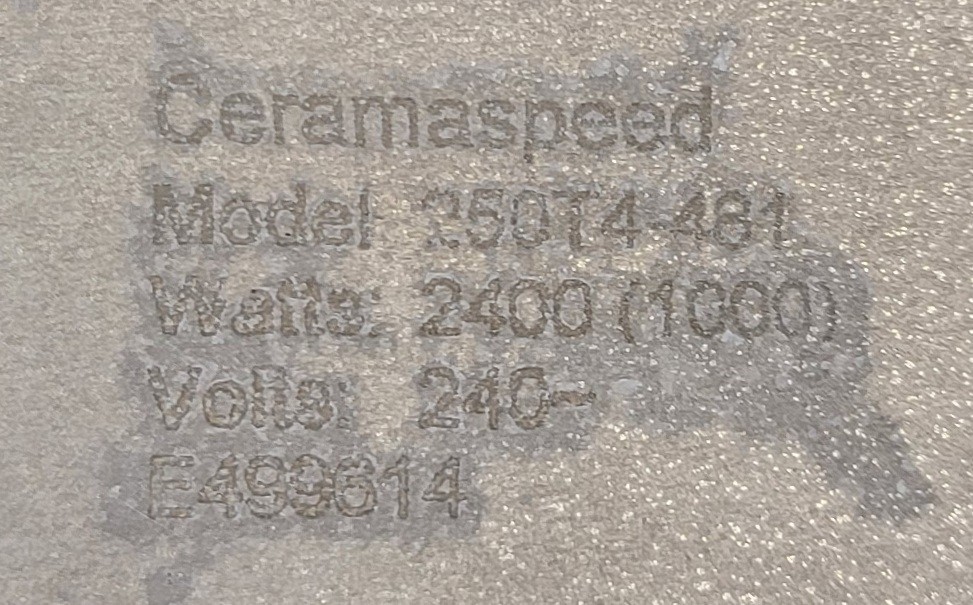 Ceramaspeed
Model: 250T4-481
Watts: 2400 (1000)
Volts: 240~
E499614